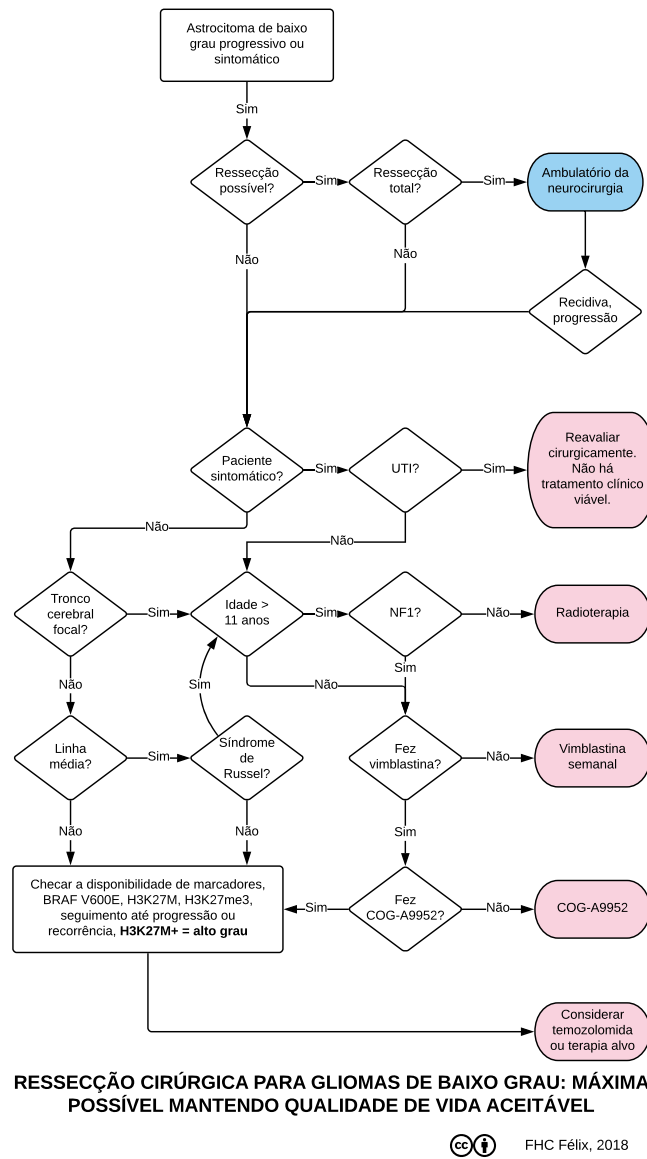 Astrocitoma de baixo
grau progressivo ou
sintomático
Sim
Ressecção
possível?
Sim
Ressecção
total?
Sim
Ambulatório da
neurocirurgia
Não
Não
Recidiva,
progressão
Paciente
sintomático?
Sim
UTI?
Sim
Reavaliar
cirurgicamente.
Não há
tratamento clínico
viável.
Não
Não
Tronco
cerebral
focal?
Sim
Idade >
11 anos
Sim
NF1?
Não
Radioterapia
Não
Sim
Não
Sim
Linha
média?
Sim
Síndrome
de
Russel?
Fez
vimblastina?
Não
Vimblastina
semanal
Não
Não
Sim
Checar a disponibilidade de marcadores,
BRAF V600E, H3K27M, H3K27me3,
seguimento até progressão ou
recorrência, H3K27M+ = alto grau
Sim
Fez
COG-A9952?
Não
COG-A9952
Considerar
temozolomida
ou terapia alvo
RESSECÇÃO CIRÚRGICA PARA GLIOMAS DE BAIXO GRAU: MÁXIMA
POSSÍVEL MANTENDO QUALIDADE DE VIDA ACEITÁVEL
cc
FHC Félix, 2018